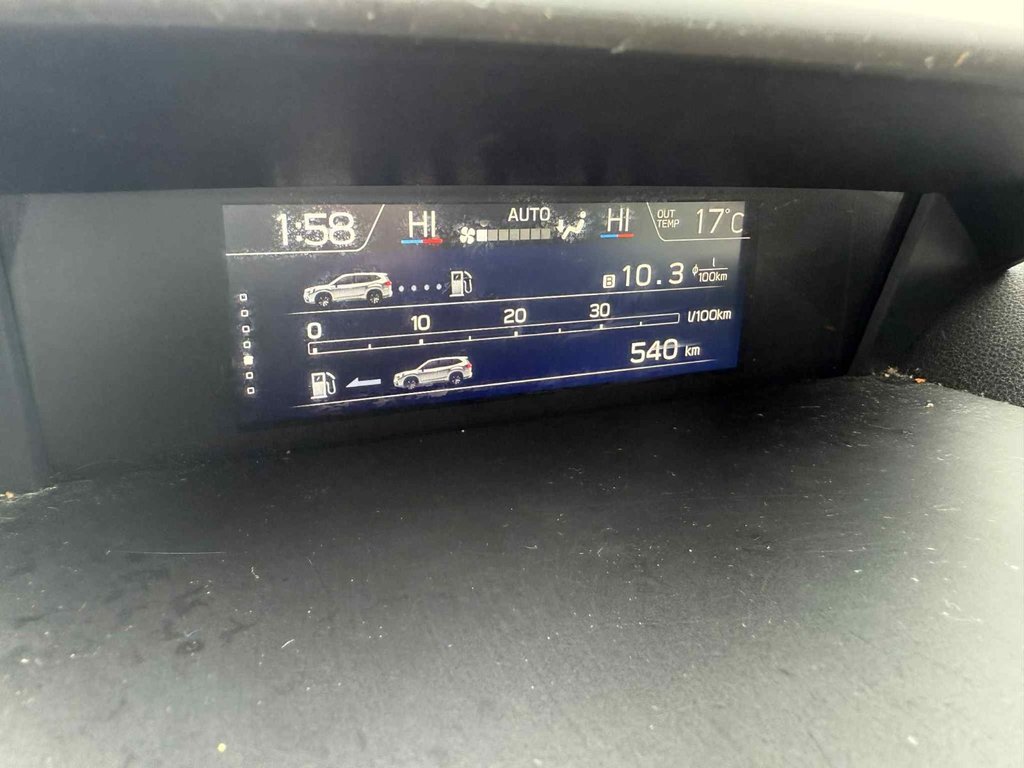 1:58 HI AUTO HI OUT TEMP 17°C
B 10.3 ϕ l/100km
0 10 20 30 l/100km
540 km